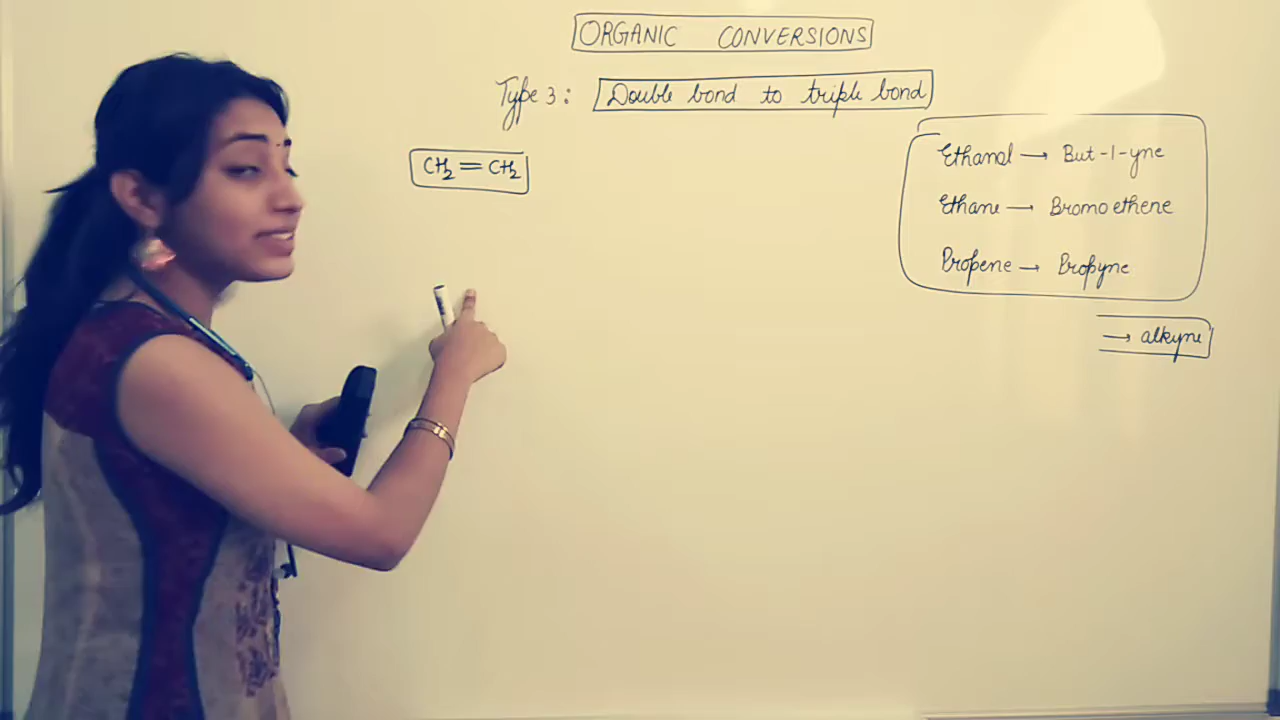 ORGANIC CONVERSIONS
Type 3: Double bond to triple bond
CH₂ = CH₂
Ethanol → But-1-yne
Ethane → Bromoethene
Propene → Propyne
→ alkyne